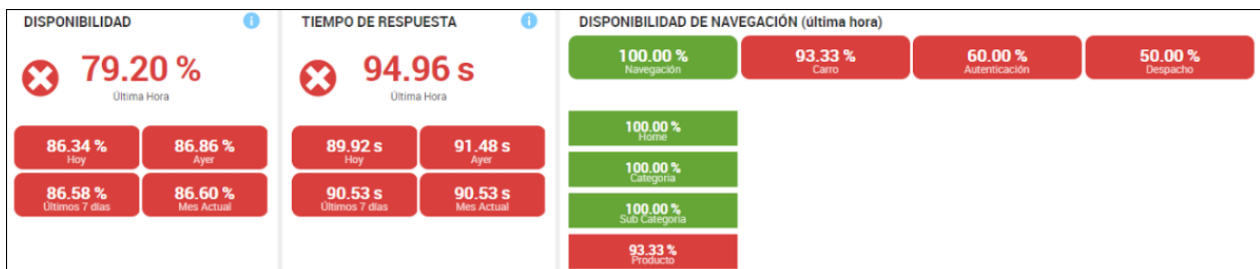 DISPONIBILIDAD
79.20 %
Última Hora
86.34 %
Hoy
86.86 %
Ayer
86.58 %
Últimos 7 días
86.60 %
Mes Actual
TIEMPO DE RESPUESTA
94.96 s
Última Hora
89.92 s
Hoy
91.48 s
Ayer
90.53 s
Últimos 7 días
90.53 s
Mes Actual
DISPONIBILIDAD DE NAVEGACIÓN (última hora)
100.00 %
Navegación
93.33 %
Carro
60.00 %
Autenticación
50.00 %
Despacho
100.00 %
Home
100.00 %
Categoria
100.00 %
Sub Categoria
93.33 %
Producto